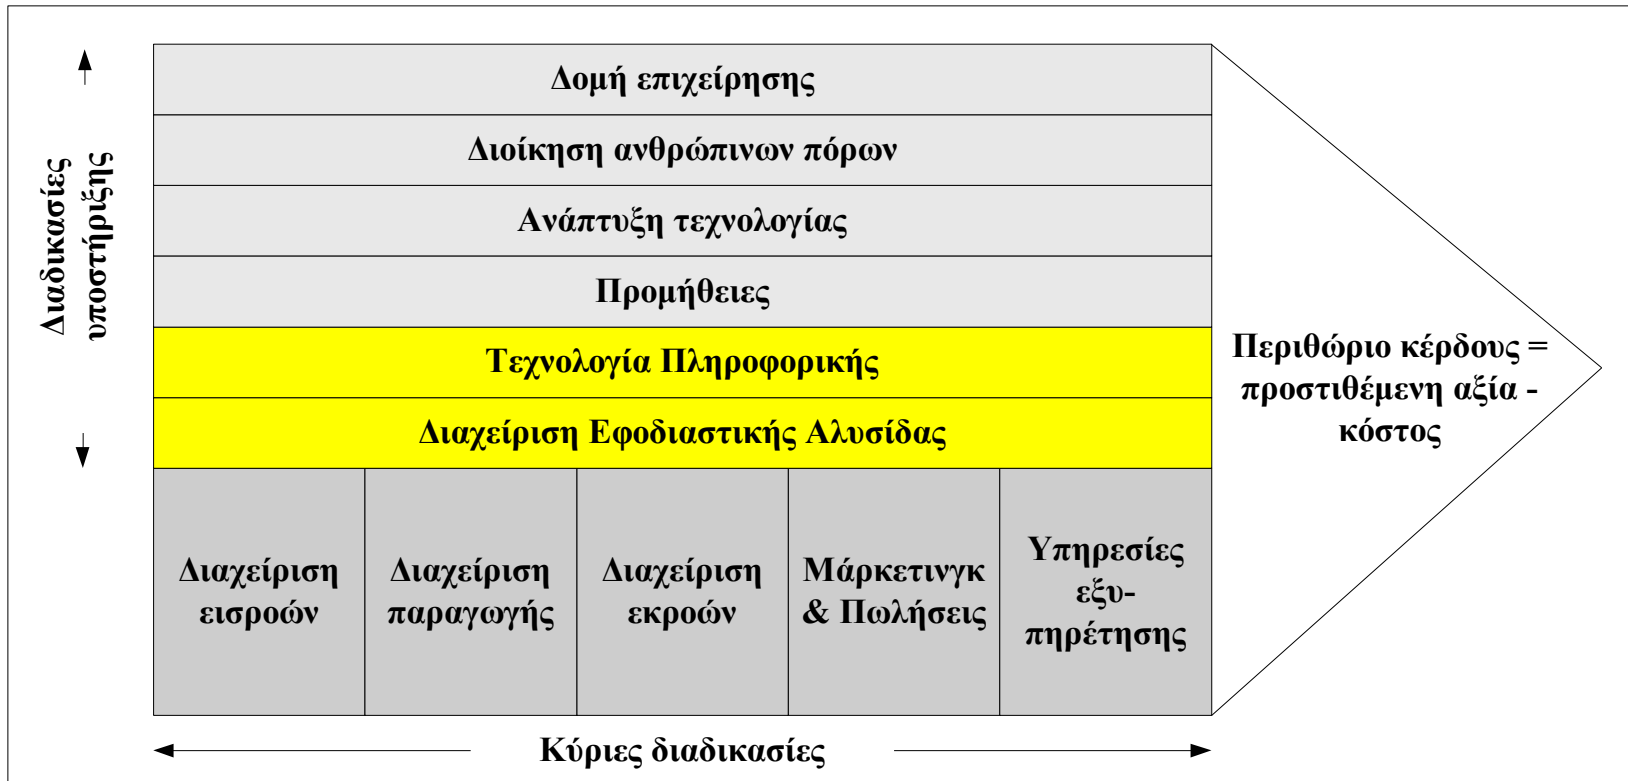 Διαδικασίες
υποστήριξης
Δομή επιχείρησης
Διοίκηση ανθρώπινων πόρων
Ανάπτυξη τεχνολογίας
Προμήθειες
Τεχνολογία Πληροφορικής
Διαχείριση Εφοδιαστικής Αλυσίδας
Διαχείριση
εισροών
Διαχείριση
παραγωγής
Διαχείριση
εκροών
Μάρκετινγκ
& Πωλήσεις
Υπηρεσίες
εξυ-
πηρέτησης
Περιθώριο κέρδους =
προστιθέμενη αξία -
κόστος
Κύριες διαδικασίες